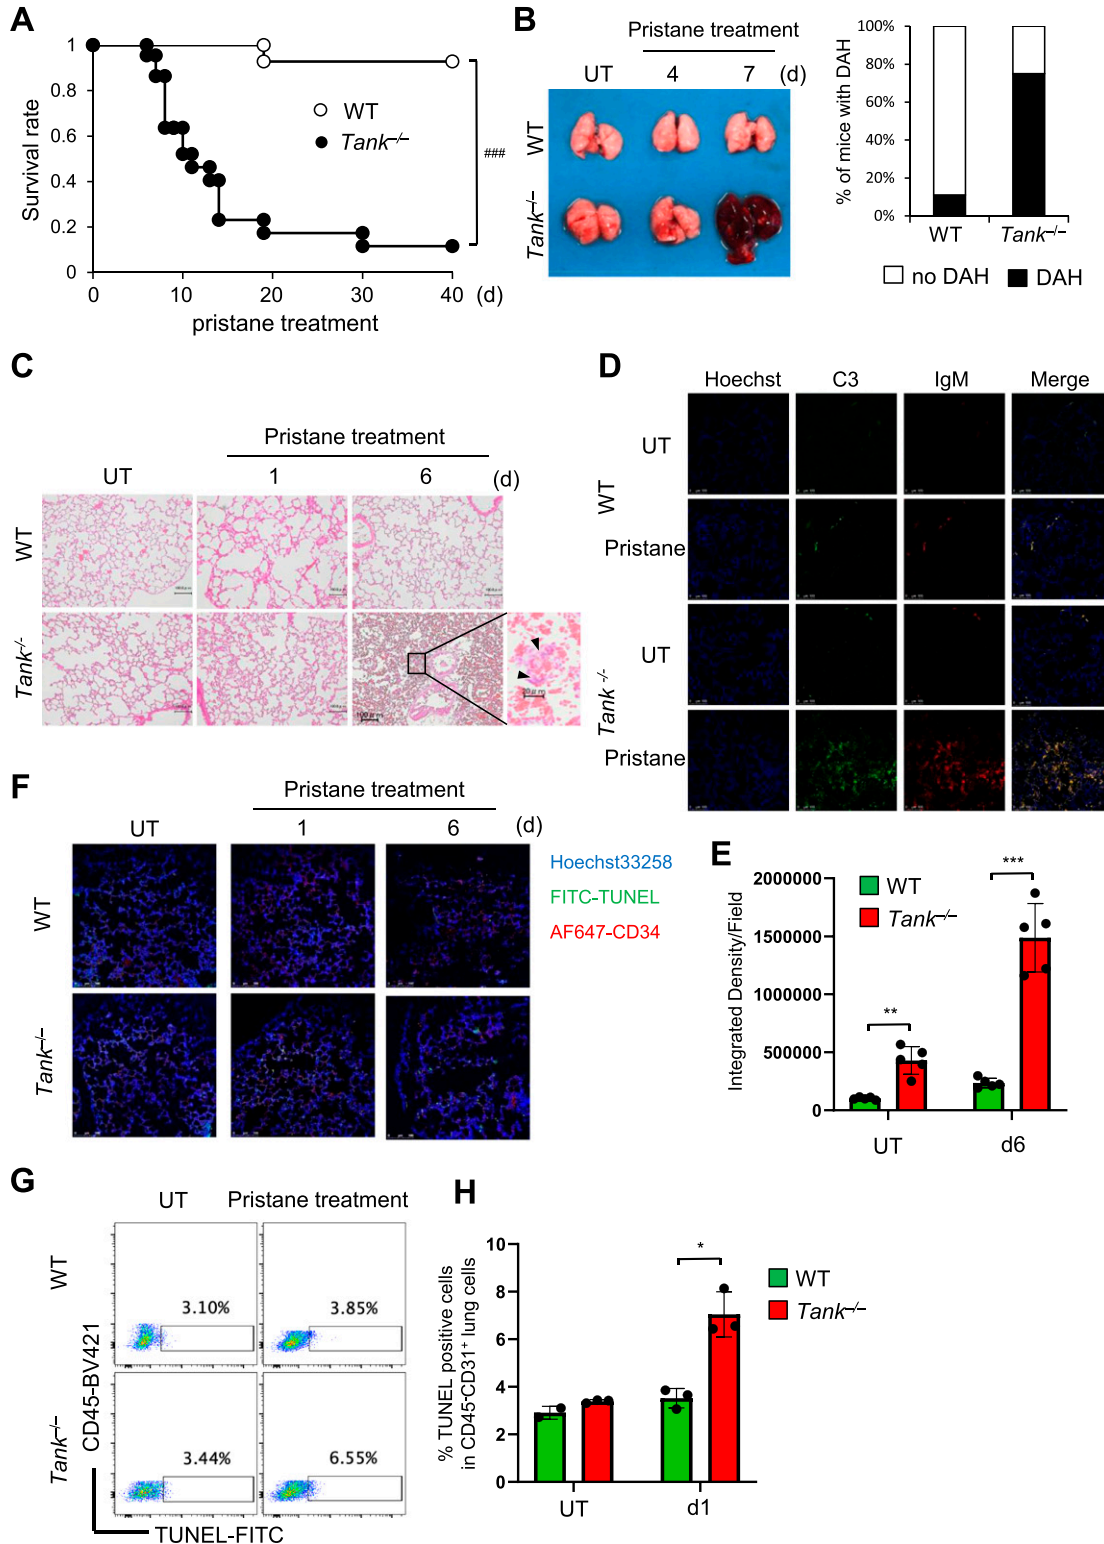 A
Survival rate
1
0.8
0.6
0.4
0.2
0
0 10 20 30 40 (d)
pristane treatment
WT
Tank–/–
###
B
Pristane treatment
UT 4 7 (d)
WT
Tank–/–
% of mice with DAH
100%
80%
60%
40%
20%
0%
WT Tank–/–
no DAH DAH
C
Pristane treatment
UT 1 6 (d)
WT
Tank-/-
D
Hoechst C3 IgM Merge
WT
UT
Pristane
Tank-/-
UT
Pristane
F
Pristane treatment
UT 1 6 (d)
WT
Tank–/–
Hoechst33258
FITC-TUNEL
AF647-CD34
E
WT
Tank–/–
Integrated Density/Field
2000000
1500000
1000000
500000
0
**
***
UT d6
G
UT Pristane treatment
WT
3.10% 3.85%
Tank–/–
3.44% 6.55%
CD45-BV421
TUNEL-FITC
H
% TUNEL positive cells
in CD45-CD31+ lung cells
10
8
6
4
2
0
*
UT d1
WT
Tank–/–